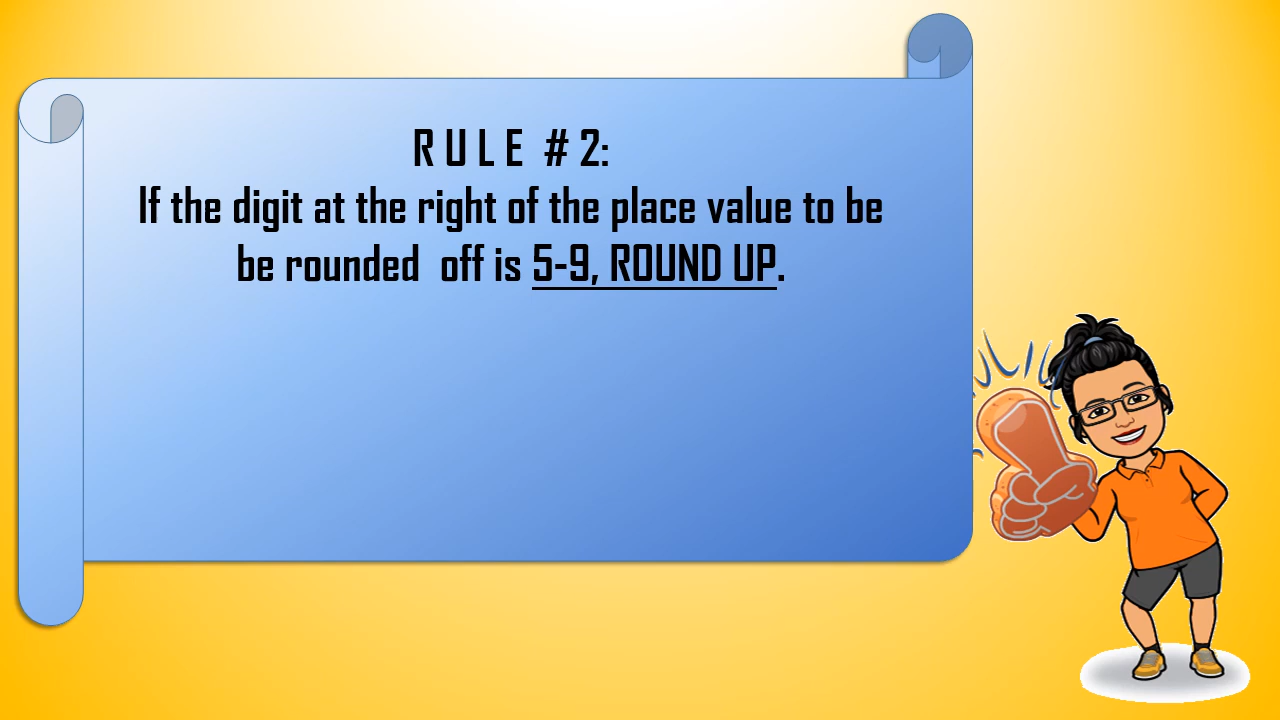 R U L E # 2:
If the digit at the right of the place value to be
be rounded off is 5-9, ROUND UP.